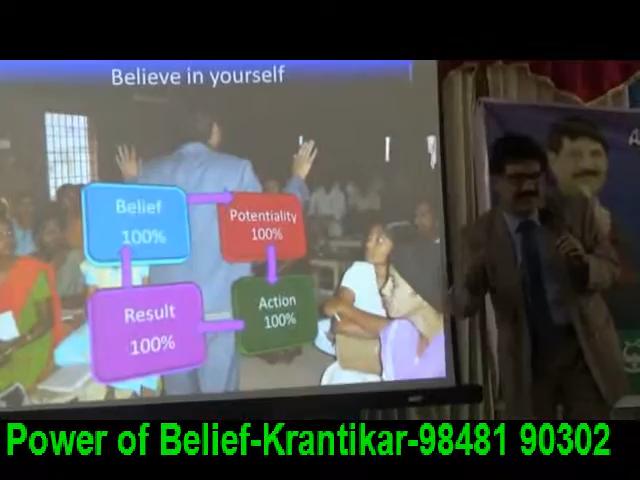 Believe in yourself
Belief
100%
Potentiality
100%
Result
100%
Action
100%
Power of Belief-Krantikar-98481 90302